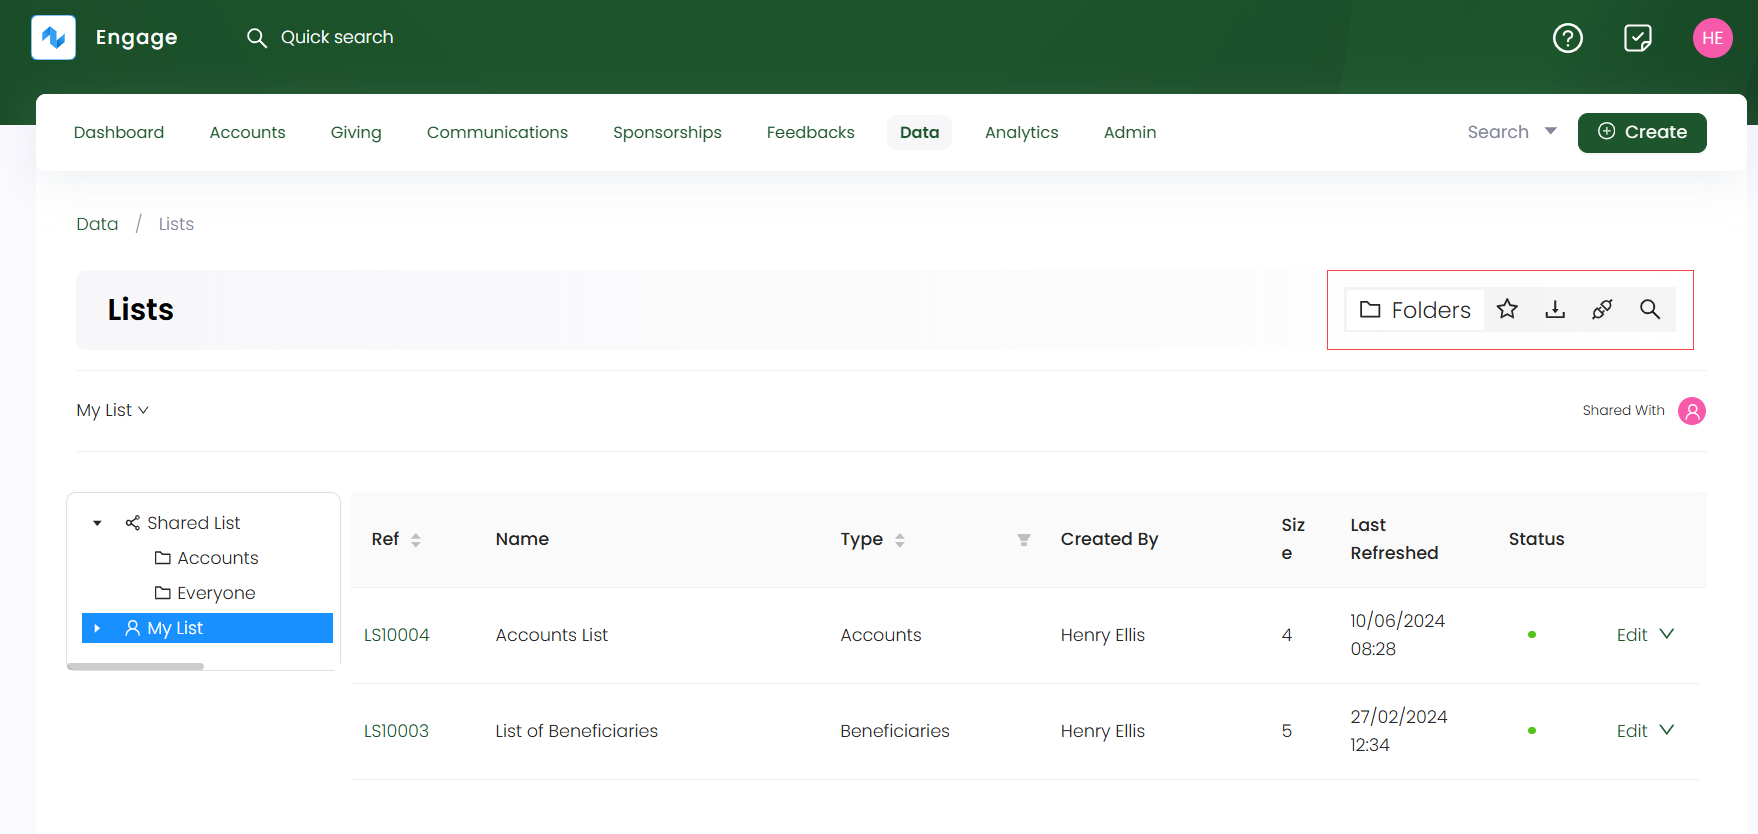 Engage
Quick search
HE
Dashboard Accounts Giving Communications Sponsorships Feedbacks Data Analytics Admin Search Create
Data / Lists
Lists
Folders
My List
Shared With
Shared List
Accounts
Everyone
My List
Ref Name Type Created By Siz
e Last
Refreshed Status
LS10004 Accounts List Accounts Henry Ellis 4 10/06/2024
08:28 Edit
LS10003 List of Beneficiaries Beneficiaries Henry Ellis 5 27/02/2024
12:34 Edit